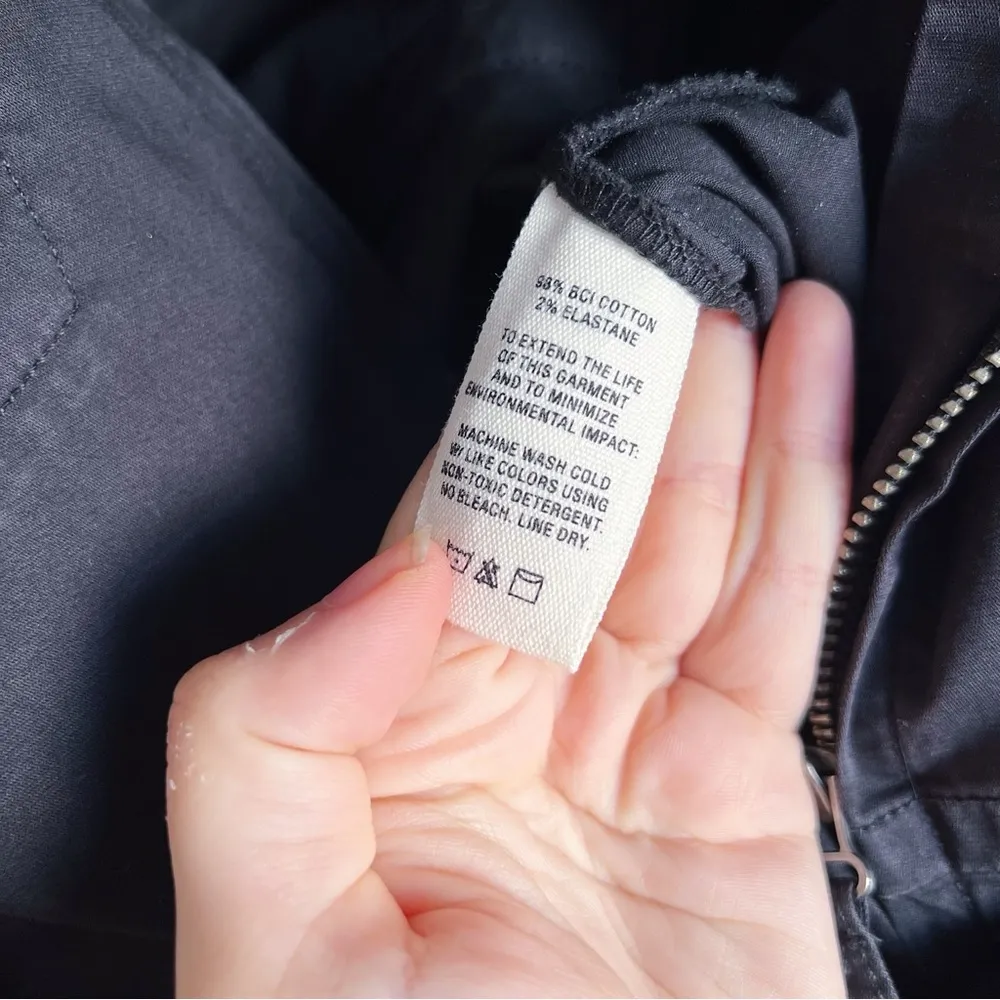 98% BCI COTTON
2% ELASTANE
TO EXTEND THE LIFE
OF THIS GARMENT
AND TO MINIMIZE
ENVIRONMENTAL IMPACT:
MACHINE WASH COLD
W/ LIKE COLORS USING
NON-TOXIC DETERGENT.
NO BLEACH. LINE DRY.